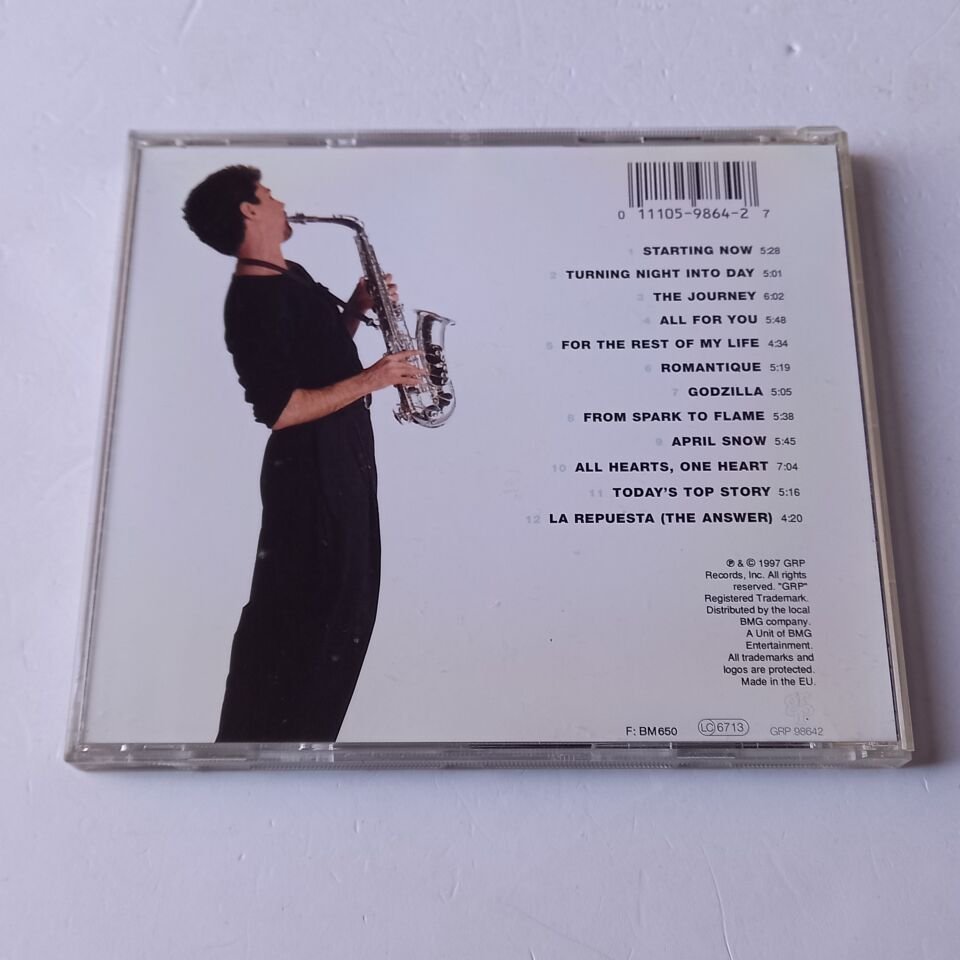 0 11105-9864-2 7
1 STARTING NOW 5:28
2 TURNING NIGHT INTO DAY 5:01
3 THE JOURNEY 6:02
4 ALL FOR YOU 5:48
5 FOR THE REST OF MY LIFE 4:34
6 ROMANTIQUE 5:19
7 GODZILLA 5:05
8 FROM SPARK TO FLAME 5:38
9 APRIL SNOW 5:45
10 ALL HEARTS, ONE HEART 7:04
11 TODAY'S TOP STORY 5:16
12 LA REPUESTA (THE ANSWER) 4:20
℗ & © 1997 GRP
Records, Inc. All rights
reserved. "GRP"
Registered Trademark.
Distributed by the local
BMG company.
A Unit of BMG
Entertainment.
All trademarks and
logos are protected.
Made in the EU.
F: BM650 LC 6713 GRP 98642